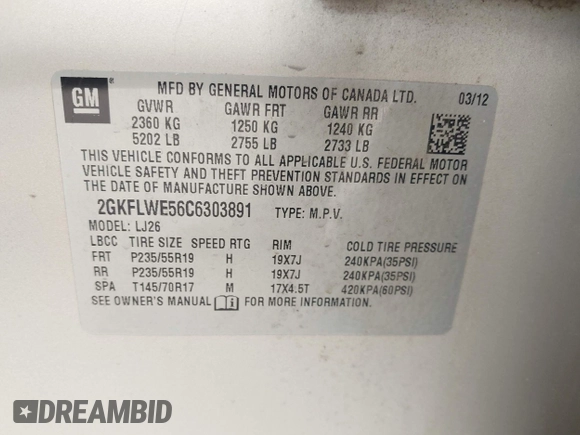 GM
MFD BY GENERAL MOTORS OF CANADA LTD. 03/12
GVWR GAWR FRT GAWR RR
2360 KG 1250 KG 1240 KG
5202 LB 2755 LB 2733 LB
THIS VEHICLE CONFORMS TO ALL APPLICABLE U.S. FEDERAL MOTOR
VEHICLE SAFETY AND THEFT PREVENTION STANDARDS IN EFFECT
ON THE DATE OF MANUFACTURE SHOWN ABOVE.
2GKFLWE56C6303891 TYPE: M.P.V.
MODEL: LJ26
LBCC TIRE SIZE SPEED RTG RIM COLD TIRE PRESSURE
FRT P235/55R19 H 19X7J 240KPA(35PSI)
RR P235/55R19 H 19X7J 240KPA(35PSI)
SPA T145/70R17 M 17X4.5T 420KPA(60PSI)
SEE OWNER'S MANUAL FOR MORE INFORMATION.
DREAMBID